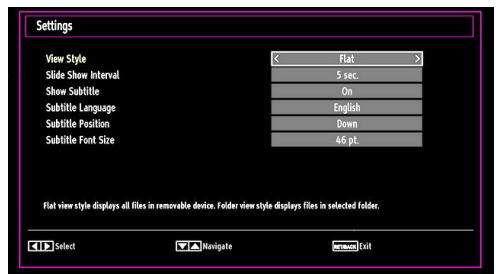 Settings
View Style < Flat >
Slide Show Interval 5 sec.
Show Subtitle On
Subtitle Language English
Subtitle Position Down
Subtitle Font Size 46 pt.
Flat view style displays all files in removable device. Folder view style displays files in selected folder.
Select Navigate RET/BACK Exit